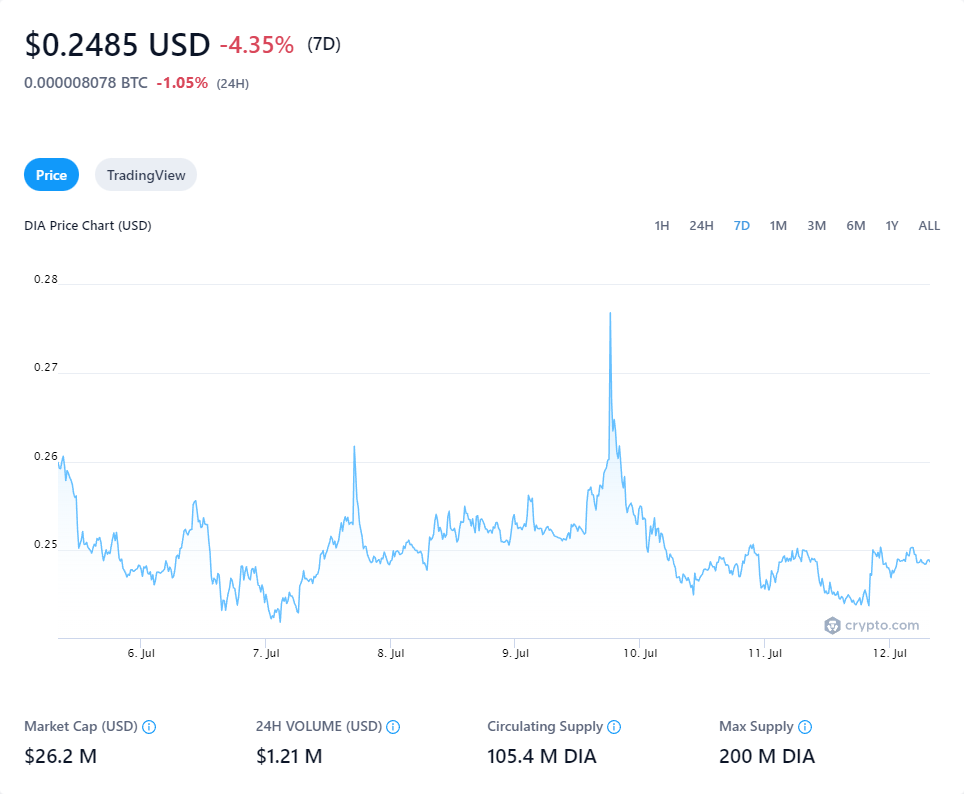 $0.2485 USD -4.35% (7D)
0.000008078 BTC -1.05% (24H)
Price TradingView
DIA Price Chart (USD) 1H 24H 7D 1M 3M 6M 1Y ALL
0.28
0.27
0.26
0.25
crypto.com
6. Jul 7. Jul 8. Jul 9. Jul 10. Jul 11. Jul 12. Jul
Market Cap (USD) 24H VOLUME (USD) Circulating Supply Max Supply
$26.2 M $1.21 M 105.4 M DIA 200 M DIA